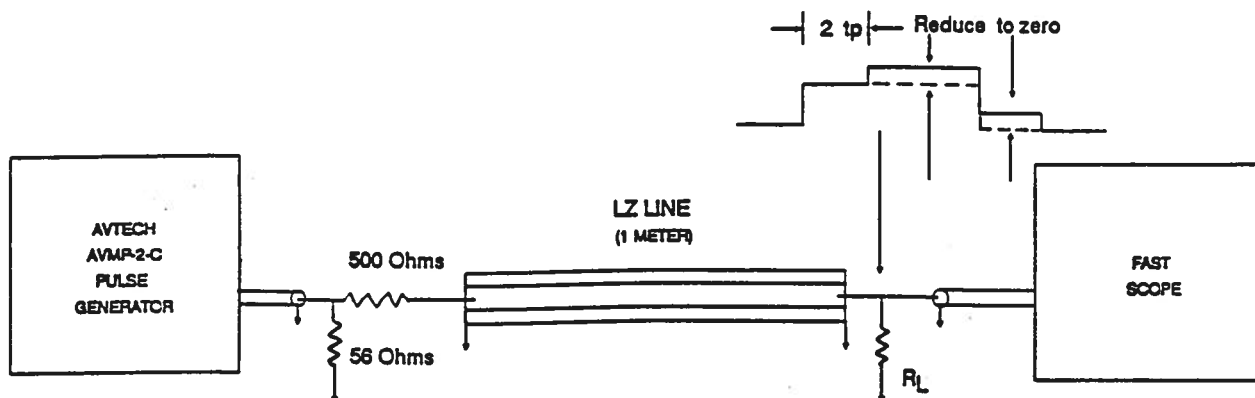 2 tp
Reduce to zero
AVTECH
AVMP-2-C
PULSE
GENERATOR
500 Ohms
56 Ohms
LZ LINE
(1 METER)
RL
FAST
SCOPE